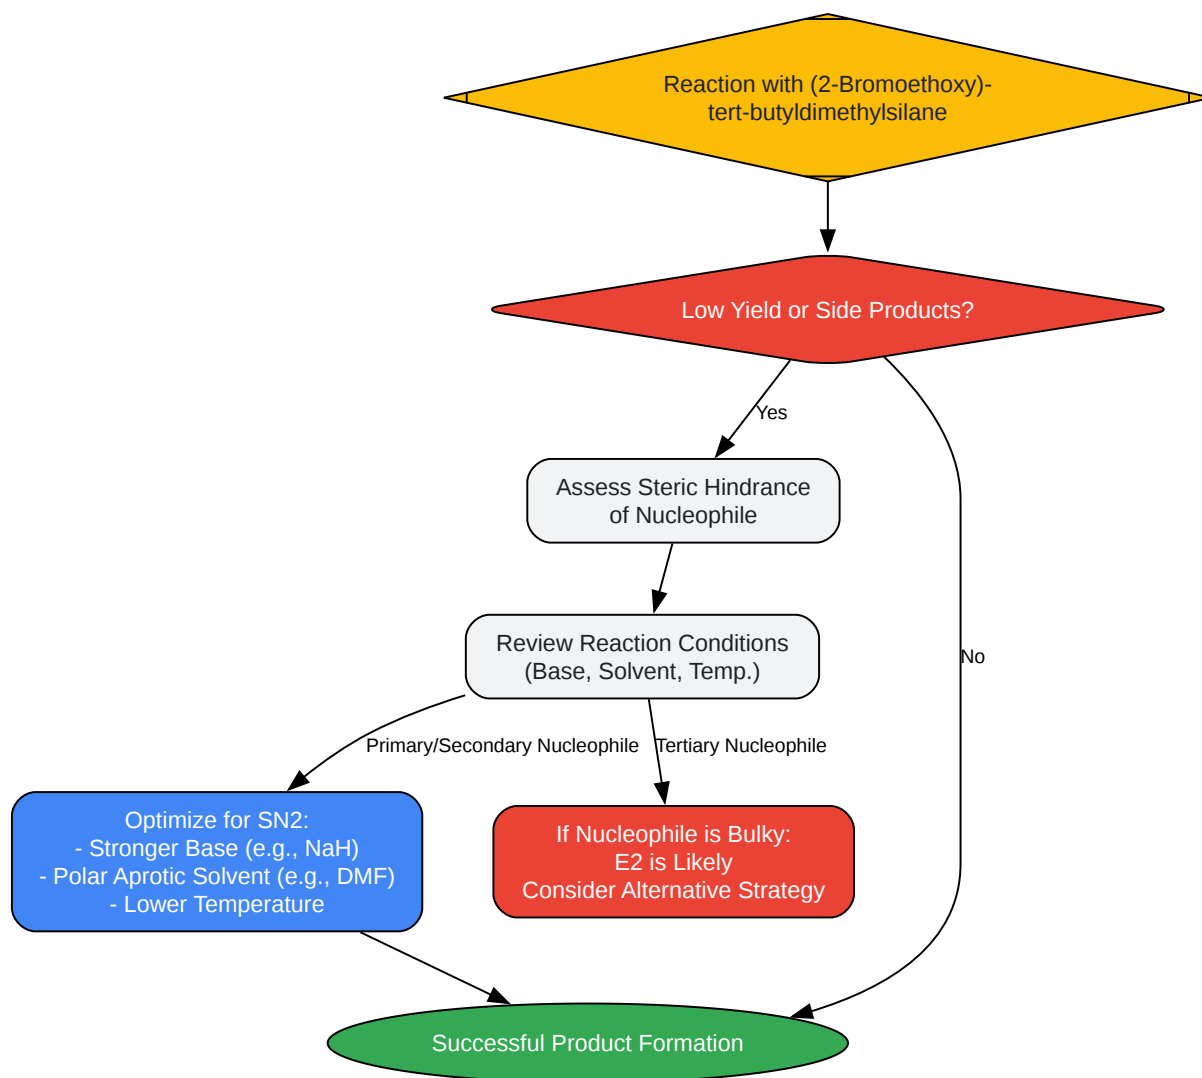 Reaction with (2-Bromoethoxy)-
tert-butyldimethylsilane
Low Yield or Side Products?
Yes
Assess Steric Hindrance
of Nucleophile
Review Reaction Conditions
(Base, Solvent, Temp.)
No
Primary/Secondary Nucleophile
Tertiary Nucleophile
Optimize for SN2:
- Stronger Base (e.g., NaH)
- Polar Aprotic Solvent (e.g., DMF)
- Lower Temperature
If Nucleophile is Bulky:
E2 is Likely
Consider Alternative Strategy
Successful Product Formation